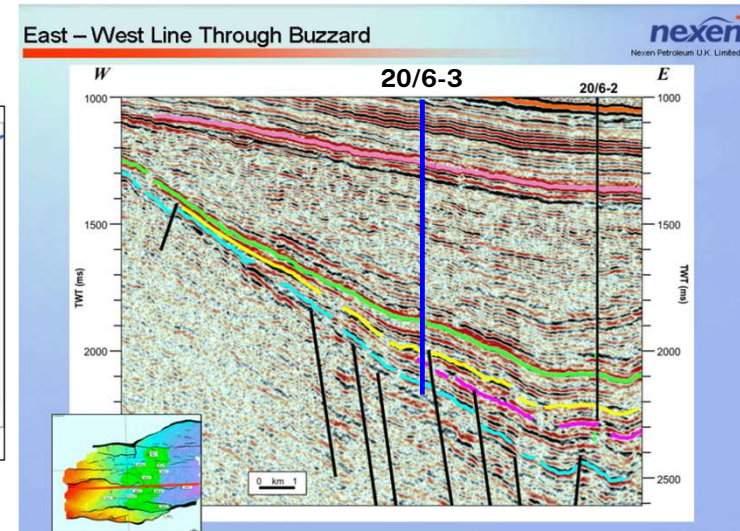 East – West Line Through Buzzard
nexen
Nexen Petroleum U.K. Limited
W
20/6-3
20/6-2
E
1000
1000
1500
1500
TWT (ms)
TWT (ms)
2000
2000
2500
0 km 1